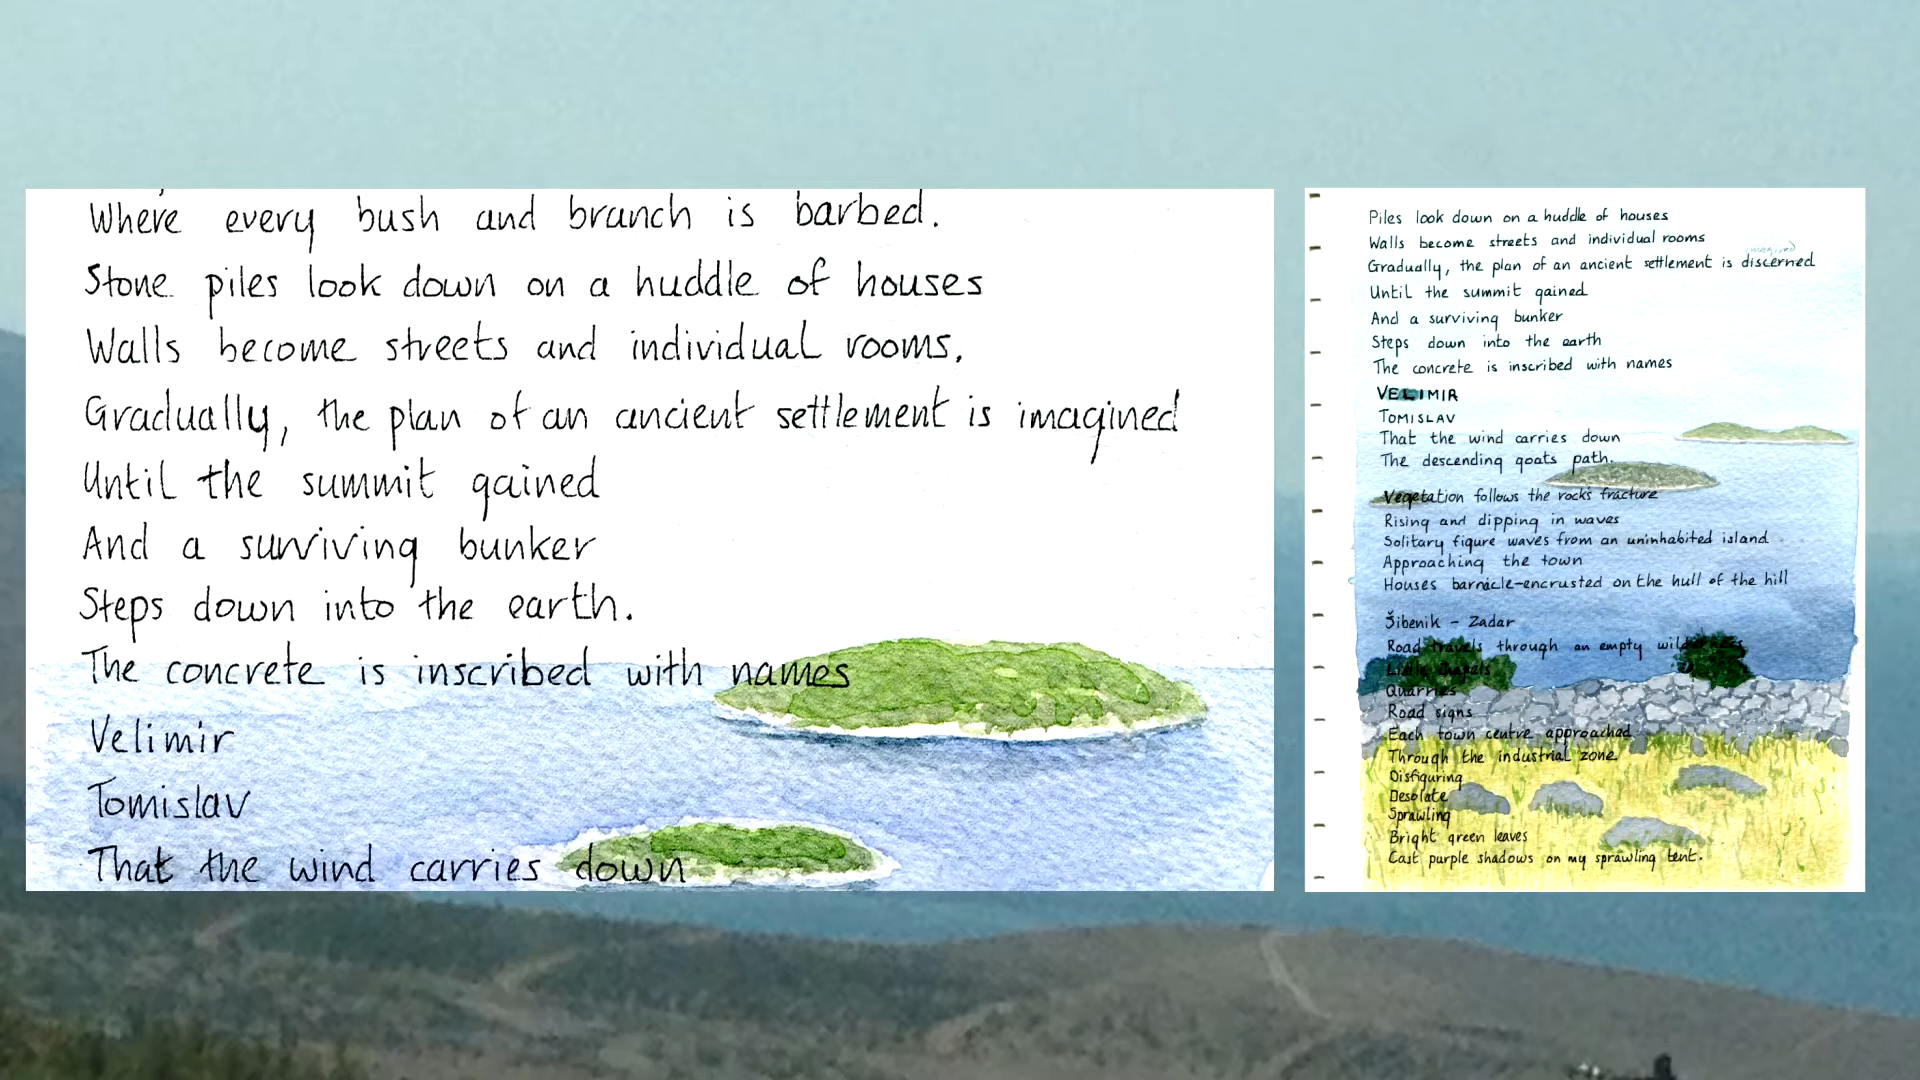 Where every bush and branch is barbed.
Stone piles look down on a huddle of houses
Walls become streets and individual rooms.
Gradually, the plan of an ancient settlement is imagined
Until the summit gained
And a surviving bunker
Steps down into the earth.
The concrete is inscribed with names
Velimir
Tomislav
That the wind carries down
Piles look down on a huddle of houses
Walls become streets and individual rooms
imagined
Gradually, the plan of an ancient settlement is discerned
Until the summit gained
And a surviving bunker
Steps down into the earth
The concrete is inscribed with names
VELIMIR
TOMISLAV
That the wind carries down
The descending goats path.
Vegetation follows the rock's fracture
Rising and dipping in waves
Solitary figure waves from an uninhabited island
Approaching the town
Houses barnacle-encrusted on the hull of the hill
Šibenik - Zadar
Road travels through an empty wilderness
Little chapels
Quarries
Road signs
Each town centre approached
Through the industrial zone
Disfiguring
Desolate
Sprawling
Bright green leaves
Cast purple shadows on my sprawling tent.